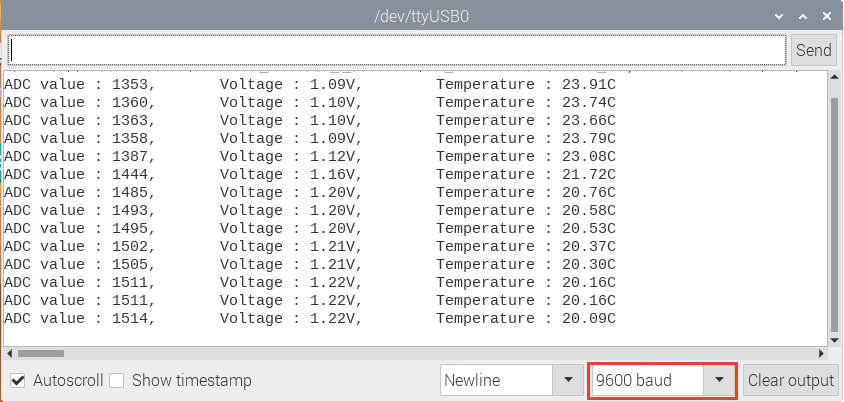 /dev/ttyUSB0
Send
ADC value : 1353, Voltage : 1.09V, Temperature : 23.91C
ADC value : 1360, Voltage : 1.10V, Temperature : 23.74C
ADC value : 1363, Voltage : 1.10V, Temperature : 23.66C
ADC value : 1358, Voltage : 1.09V, Temperature : 23.79C
ADC value : 1387, Voltage : 1.12V, Temperature : 23.08C
ADC value : 1444, Voltage : 1.16V, Temperature : 21.72C
ADC value : 1485, Voltage : 1.20V, Temperature : 20.76C
ADC value : 1493, Voltage : 1.20V, Temperature : 20.58C
ADC value : 1495, Voltage : 1.20V, Temperature : 20.53C
ADC value : 1502, Voltage : 1.21V, Temperature : 20.37C
ADC value : 1505, Voltage : 1.21V, Temperature : 20.30C
ADC value : 1511, Voltage : 1.22V, Temperature : 20.16C
ADC value : 1511, Voltage : 1.22V, Temperature : 20.16C
ADC value : 1514, Voltage : 1.22V, Temperature : 20.09C
Autoscroll Show timestamp Newline 9600 baud Clear output